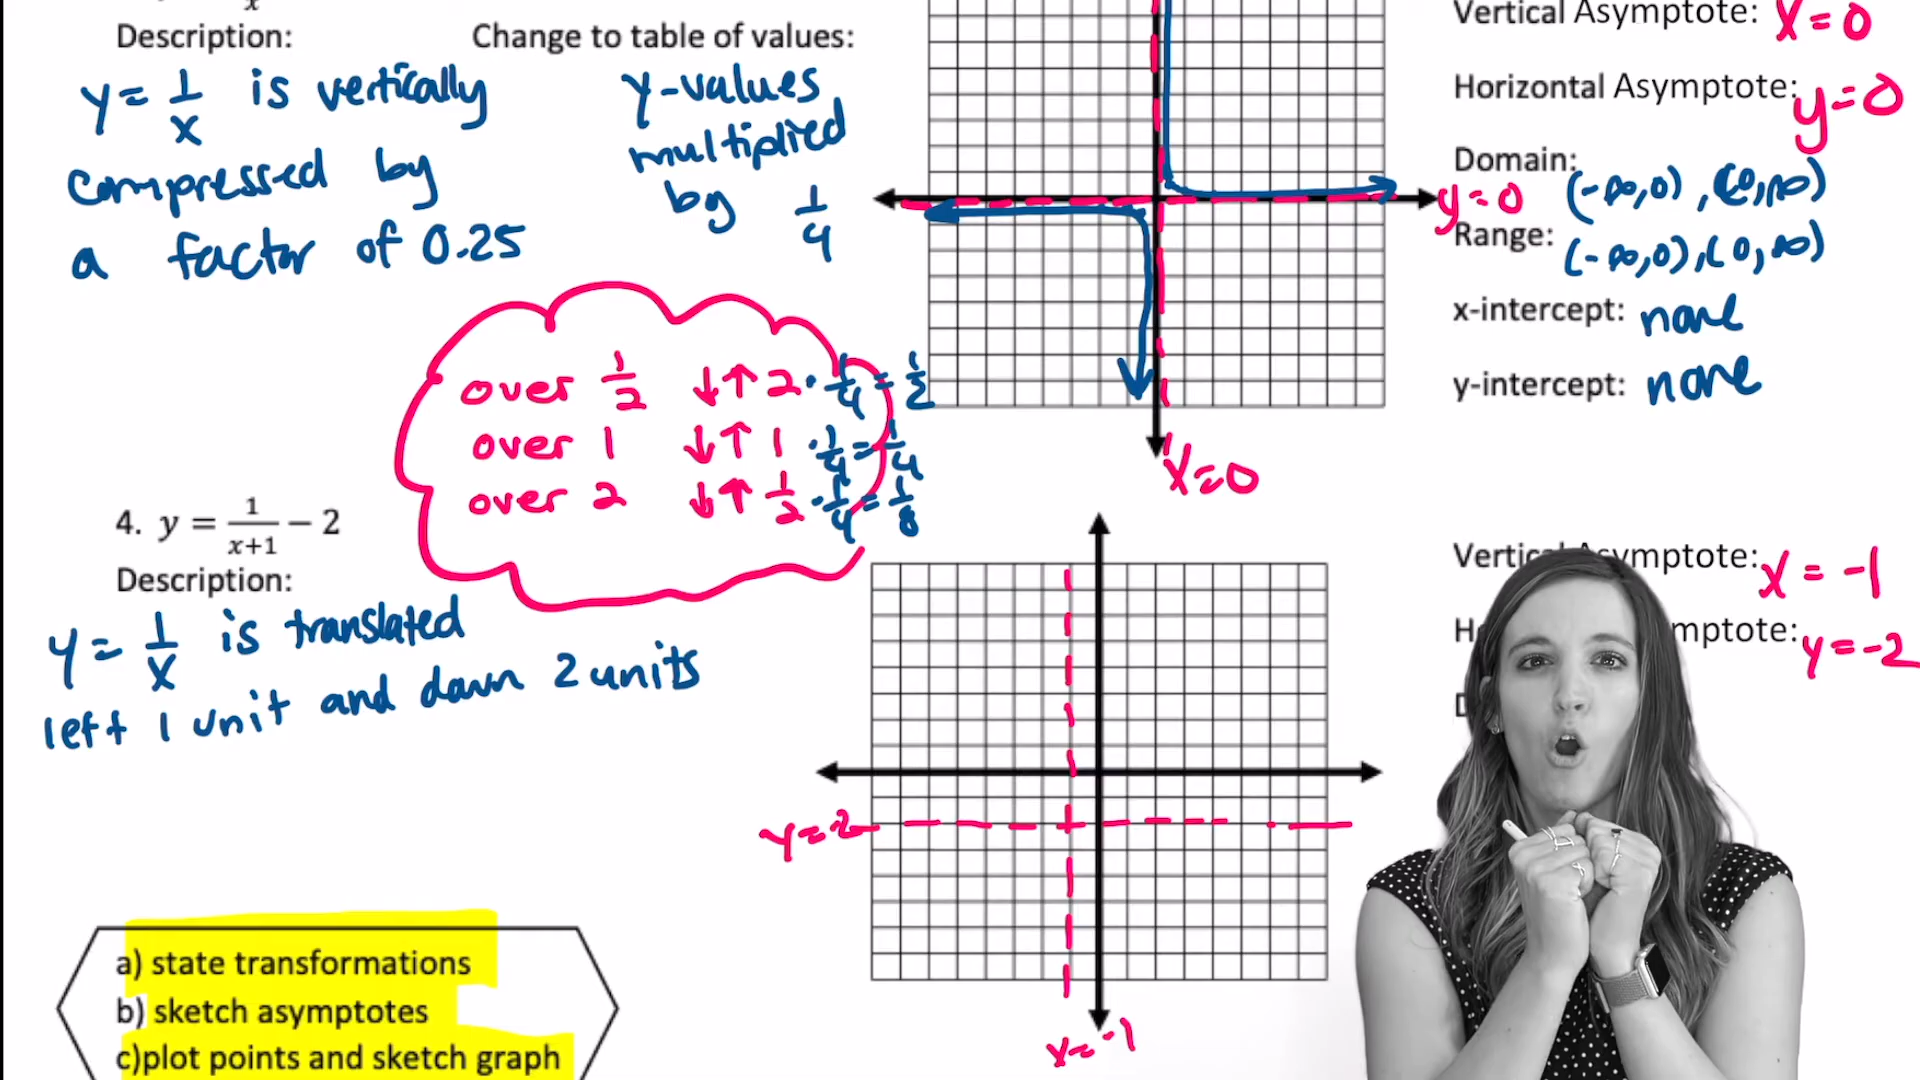 x
Description:
Change to table of values:
y= 1/x is vertically
compressed by
a factor of 0.25
y-values
multiplied
by 1/4
Vertical Asymptote: x=0
Horizontal Asymptote: y=0
Domain: (-∞,0), (0,∞)
y=0
Range: (-∞,0),(0,∞)
x-intercept: none
y-intercept: none
x=0
over 1/2 ↓↑ 2 · 1/4 = 1/2
over 1 ↓↑ 1 · 1/4 = 1/4
over 2 ↓↑ 1/2 · 1/4 = 1/8
4. y = 1/(x+1) − 2
Description:
y= 1/x is translated
left 1 unit and down 2 units
y=-2
x=-1
Vertical Asymptote: x = -1
mptote: y=-2
a) state transformations
b) sketch asymptotes
c)plot points and sketch graph